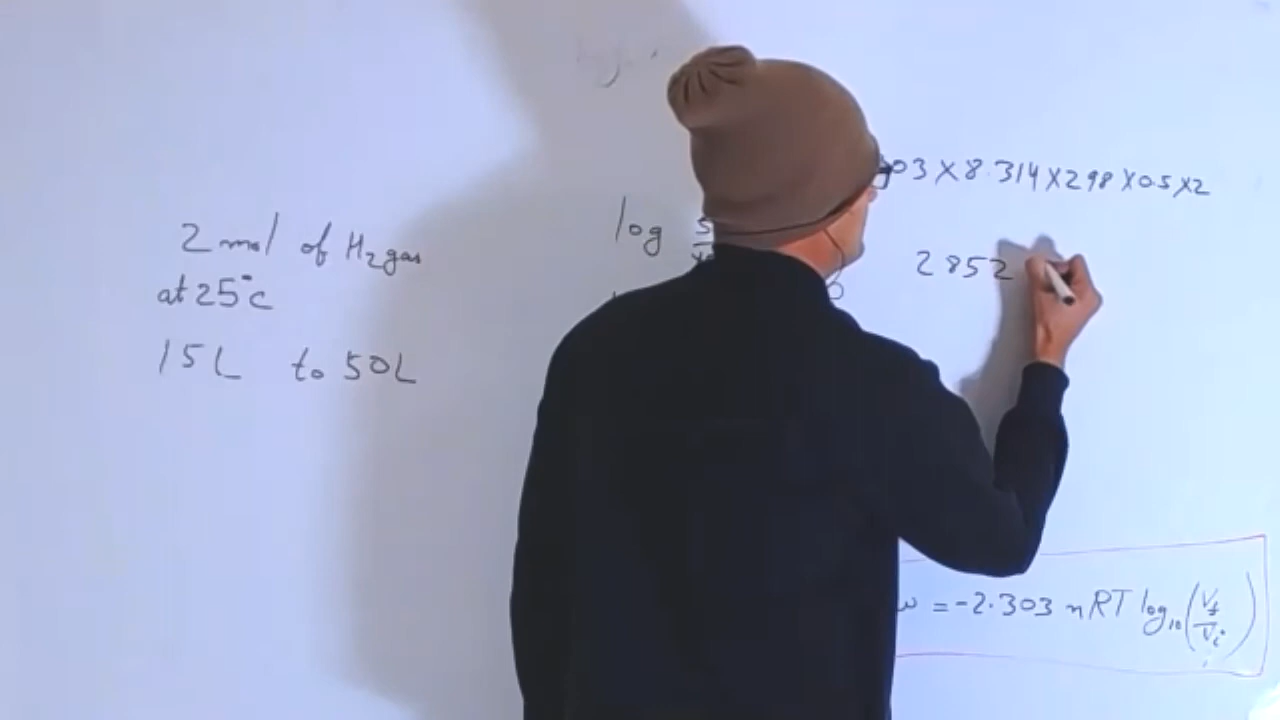 2 mol of H₂ gas
at 25°C
15L to 50L
log 5
03 X 8.314 X 298 X 0.5 X 2
2852
w = -2.303 nRT log₁₀(V𝒻/Vᵢ)